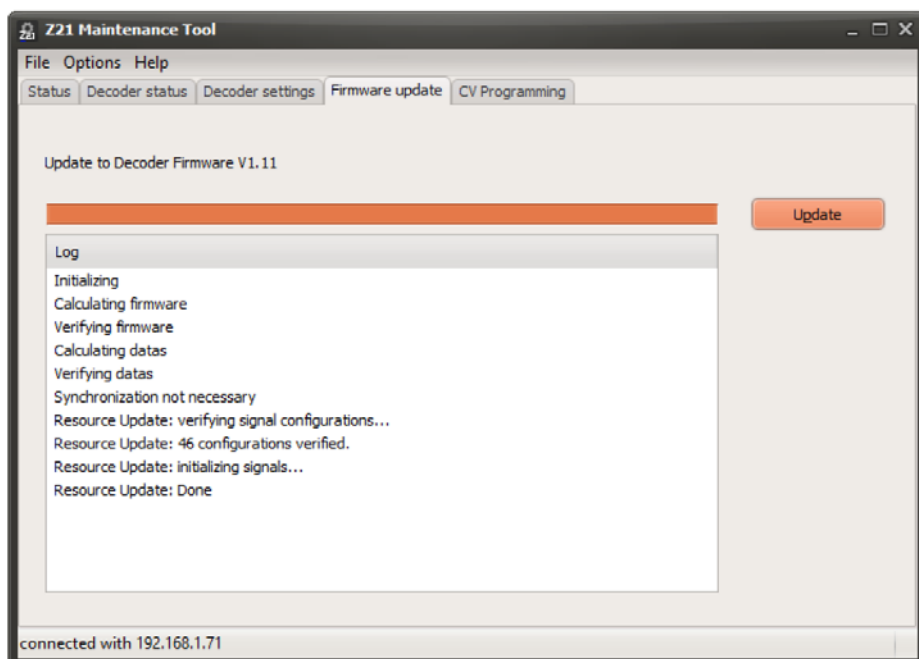 Z21 Maintenance Tool
File Options Help
Status Decoder status Decoder settings Firmware update CV Programming
Update to Decoder Firmware V1.11
Update
Log
Initializing
Calculating firmware
Verifying firmware
Calculating datas
Verifying datas
Synchronization not necessary
Resource Update: verifying signal configurations...
Resource Update: 46 configurations verified.
Resource Update: initializing signals...
Resource Update: Done
connected with 192.168.1.71